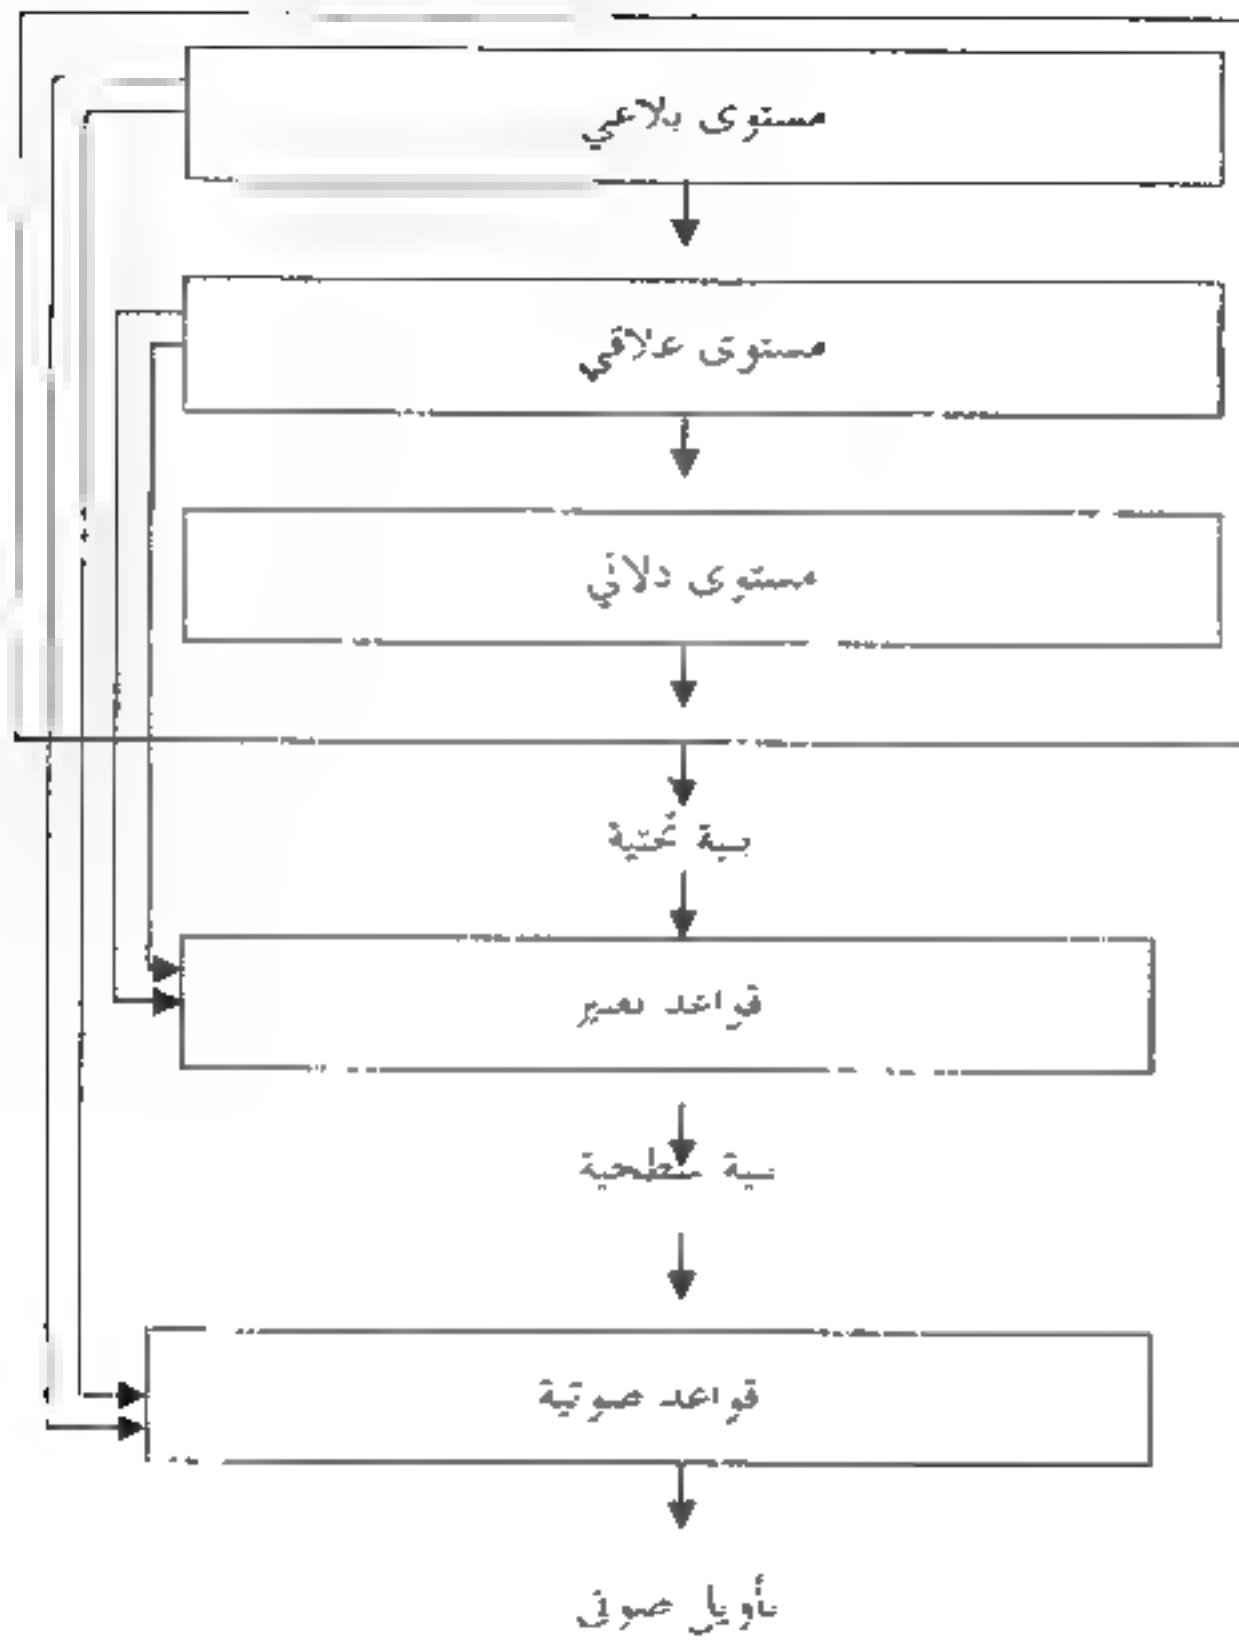 مستوى بلاغي
مستوى علاقي
مستوى دلالي
بنية تحتية
قواعد تعبير
بنية سطحية
قواعد صوتية
تأويل صوتي